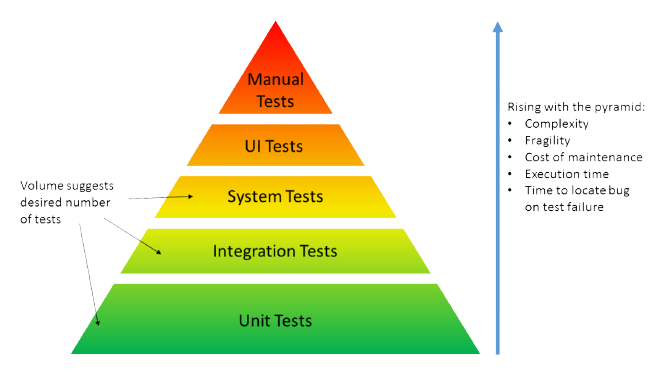 Manual
Tests
UI Tests
System Tests
Integration Tests
Unit Tests
Volume suggests
desired number
of tests
Rising with the pyramid:
• Complexity
• Fragility
• Cost of maintenance
• Execution time
• Time to locate bug
on test failure